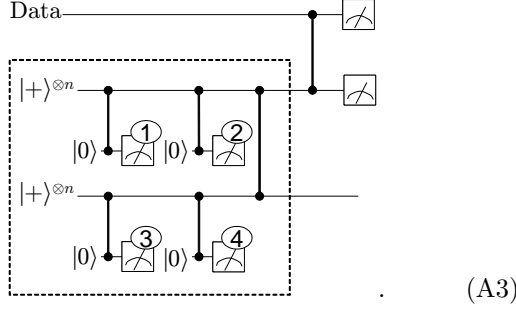 Data
|+⟩⊗n
1 2
|0⟩ |0⟩
|+⟩⊗n
3 4
|0⟩ |0⟩
. (A3)